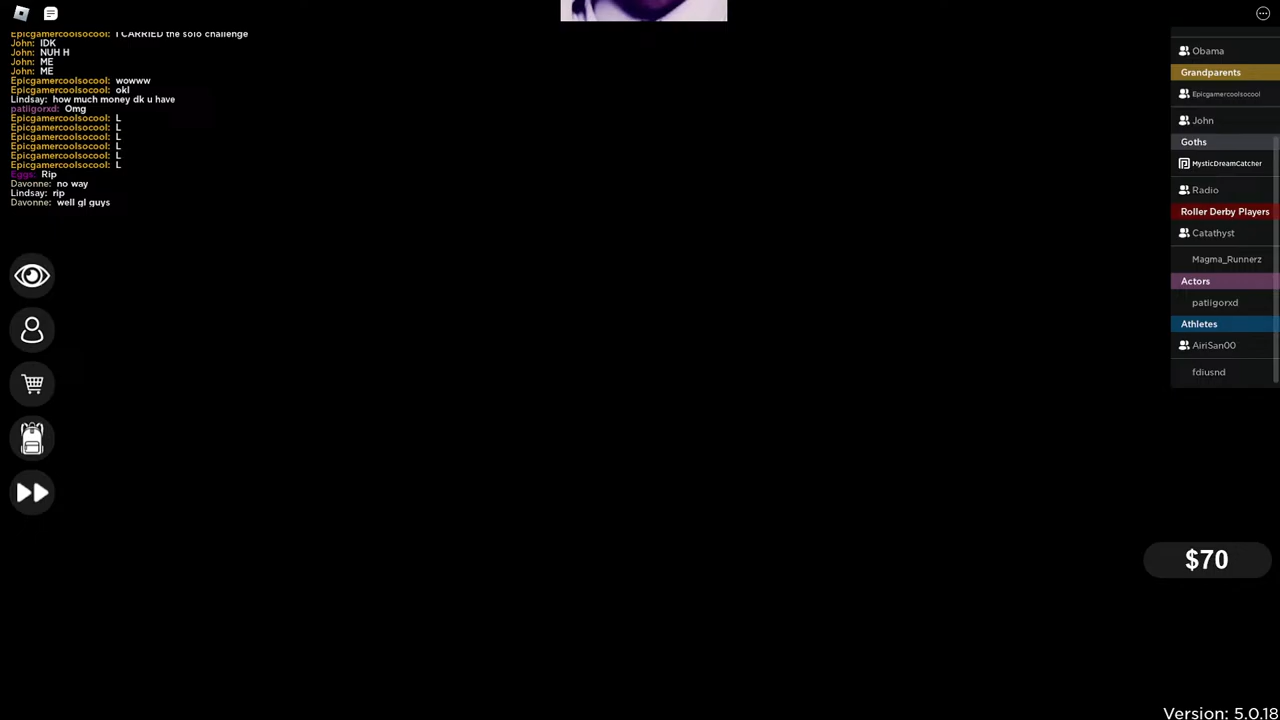 Epicgamercoolsocool: I CARRIED the solo challenge
John: IDK
John: NUH H
John: ME
John: ME
Epicgamercoolsocool: wowww
Epicgamercoolsocool: okl
Lindsay: how much money dk u have
patligorxd: Omg
Epicgamercoolsocool: L
Epicgamercoolsocool: L
Epicgamercoolsocool: L
Epicgamercoolsocool: L
Epicgamercoolsocool: L
Epicgamercoolsocool: L
Eggs: Rip
Davonne: no way
Lindsay: rip
Davonne: well gl guys
Obama
Grandparents
Epicgamercoolsocool
John
Goths
MysticDreamCatcher
Radio
Roller Derby Players
Catathyst
Magma_Runnerz
Actors
patligorxd
Athletes
AiriSan00
fdiusnd
$70
Version: 5.0.18